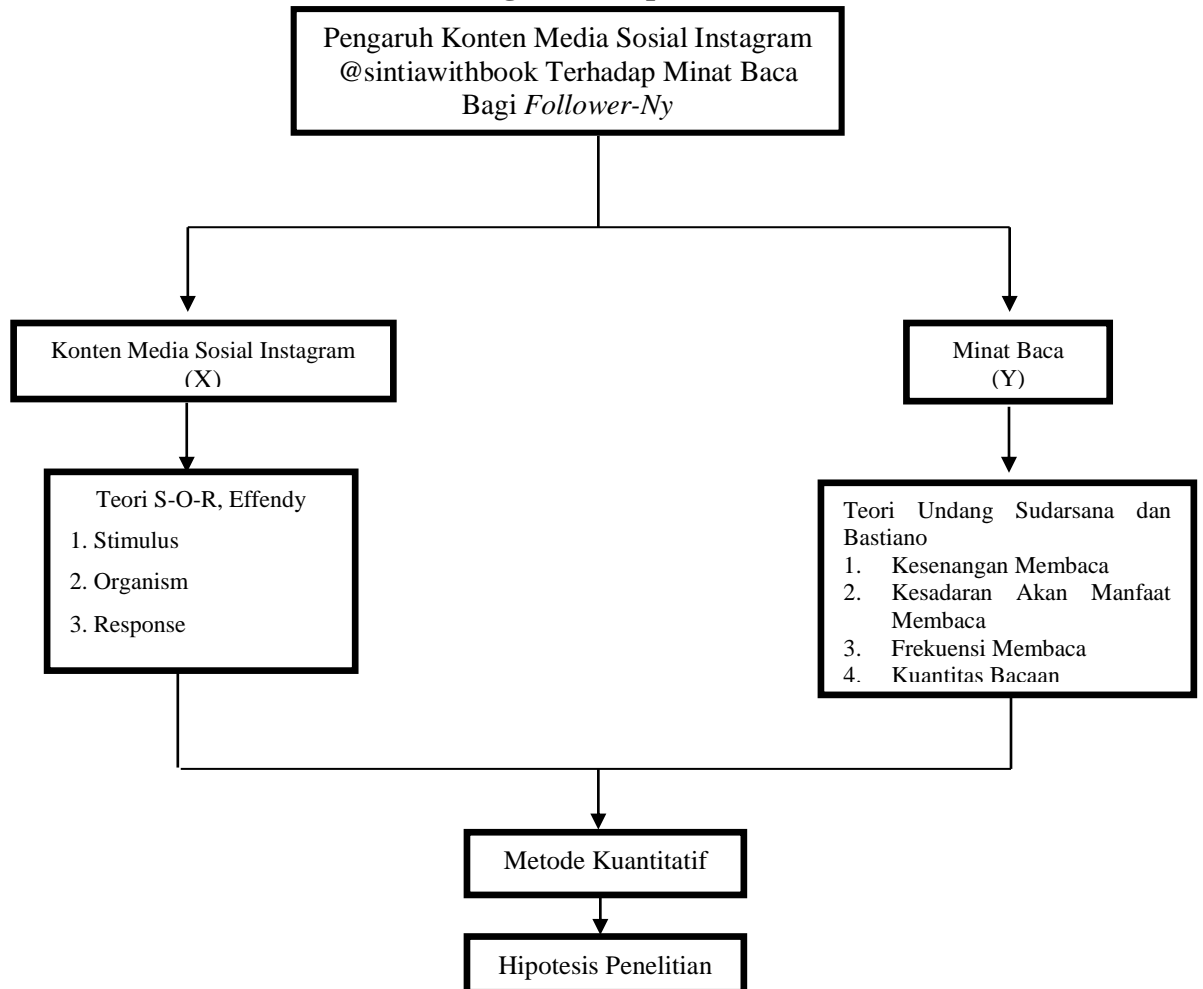 Pengaruh Konten Media Sosial Instagram
@sintiawithbook Terhadap Minat Baca
Bagi Follower-Ny
Konten Media Sosial Instagram
(X)
Minat Baca
(Y)
Teori S-O-R, Effendy
1. Stimulus
2. Organism
3. Response
Teori Undang Sudarsana dan
Bastiano
1. Kesenangan Membaca
2. Kesadaran Akan Manfaat
Membaca
3. Frekuensi Membaca
4. Kuantitas Bacaan
Metode Kuantitatif
Hipotesis Penelitian